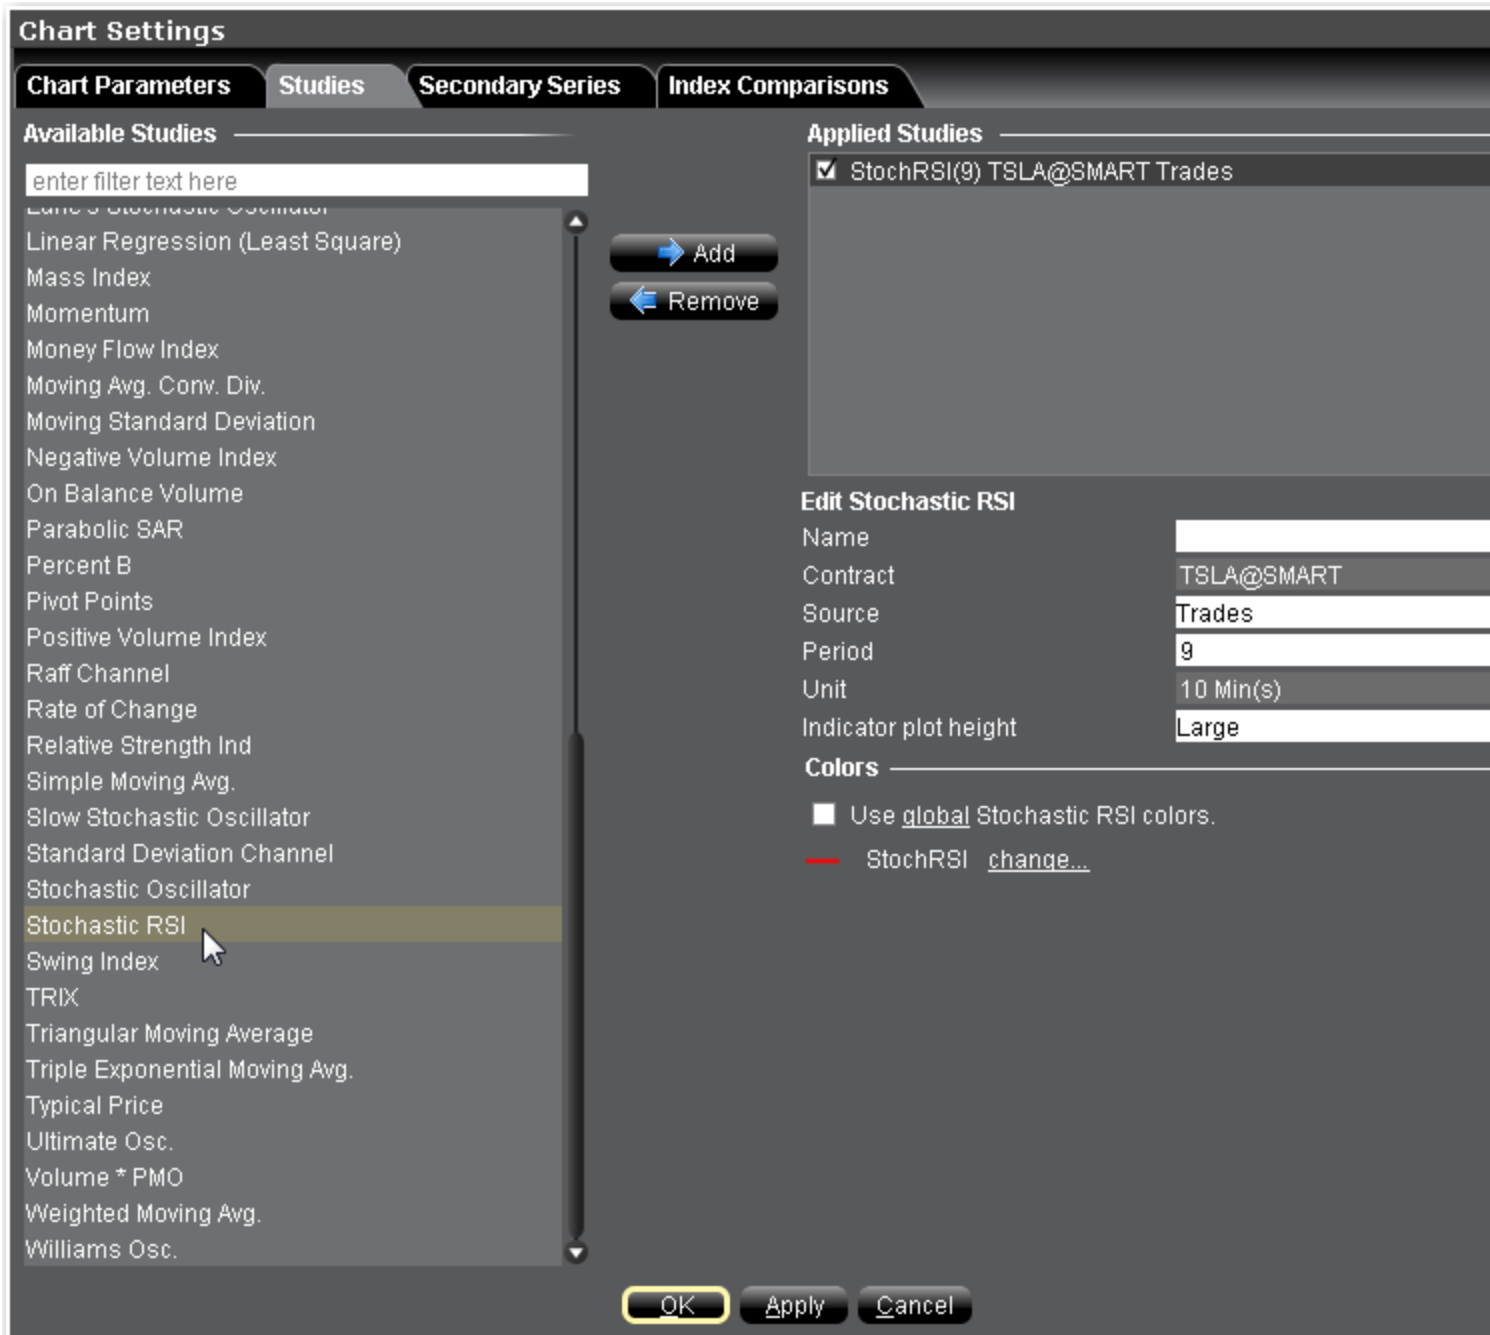 Chart Settings
Chart Parameters
Studies
Secondary Series
Index Comparisons
Available Studies
enter filter text here
Lane's Stochastic Oscillator
Linear Regression (Least Square)
Mass Index
Momentum
Money Flow Index
Moving Avg. Conv. Div.
Moving Standard Deviation
Negative Volume Index
On Balance Volume
Parabolic SAR
Percent B
Pivot Points
Positive Volume Index
Raff Channel
Rate of Change
Relative Strength Ind
Simple Moving Avg.
Slow Stochastic Oscillator
Standard Deviation Channel
Stochastic Oscillator
Stochastic RSI
Swing Index
TRIX
Triangular Moving Average
Triple Exponential Moving Avg.
Typical Price
Ultimate Osc.
Volume * PMO
Weighted Moving Avg.
Williams Osc.
Add
Remove
Applied Studies
StochRSI(9) TSLA@SMART Trades
Edit Stochastic RSI
Name
Contract TSLA@SMART
Source Trades
Period 9
Unit 10 Min(s)
Indicator plot height Large
Colors
Use global Stochastic RSI colors.
StochRSI change...
OK
Apply
Cancel